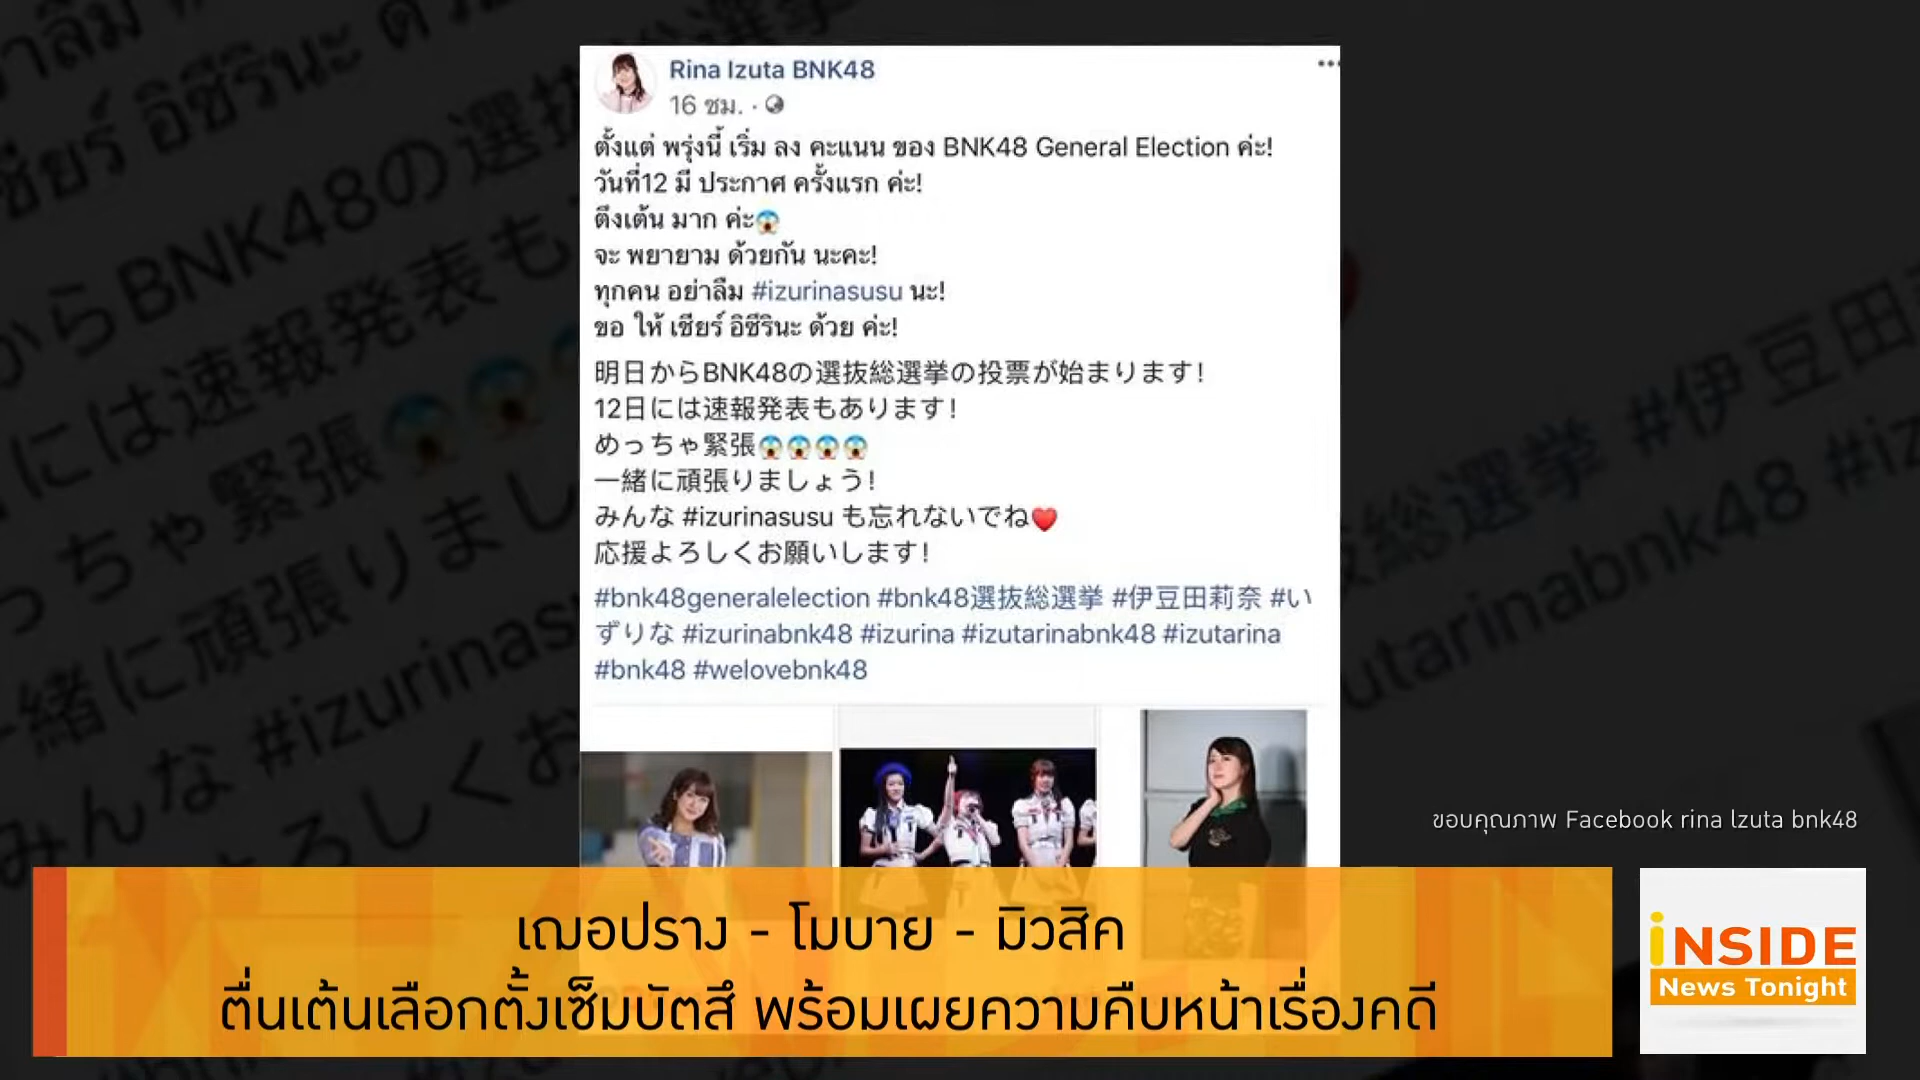 Rina Izuta BNK48
16 ชม. ·
ตั้งแต่ พรุ่งนี้ เริ่ม ลง คะแนน ของ BNK48 General Election ค่ะ!
วันที่12 มี ประกาศ ครั้งแรก ค่ะ!
ตึงเต้น มาก ค่ะ😱
จะ พยายาม ด้วยกัน นะคะ!
ทุกคน อย่าลืม #izurinasusu นะ!
ขอ ให้ เชียร์ อิซึรินะ ด้วย ค่ะ!
明日からBNK48の選抜総選挙の投票が始まります!
12日には速報発表もあります!
めっちゃ緊張😱😱😱😱
一緒に頑張りましょう!
みんな #izurinasusu も忘れないでね❤️
応援よろしくお願いします!
#bnk48generalelection #bnk48選抜総選挙 #伊豆田莉奈 #い
ずりな #izurinabnk48 #izurina #izutarinabnk48 #izutarina
#bnk48 #welovebnk48
ขอบคุณภาพ Facebook rina lzuta bnk48
เฌอปราง - โมบาย - มิวสิค
ตื่นเต้นเลือกตั้งเซ็มบัตสึ พร้อมเผยความคืบหน้าเรื่องคดี
iNSIDE
News Tonight